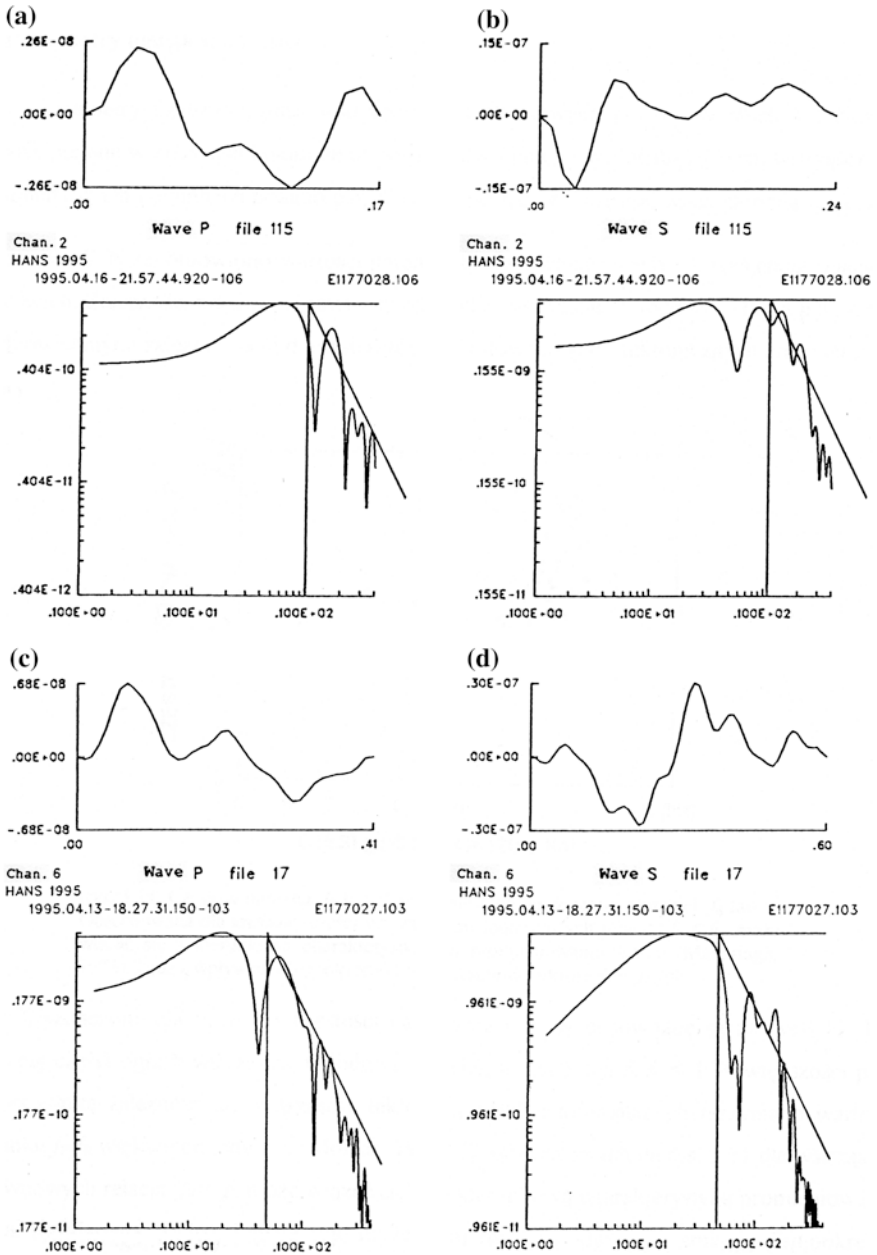 (a)
.26E-08
.00E+00
-.26E-08
.00
.17
Wave P file 115
Chan. 2
HANS 1995
1995.04.16-21.57.44.920-106
E1177028.106
.404E-10
.404E-11
.404E-12
.100E+00
.100E+01
.100E+02
(b)
.15E-07
.00E+00
-.15E-07
.00
.24
Wave S file 115
Chan. 2
HANS 1995
1995.04.16-21.57.44.920-106
E1177028.106
.155E-09
.155E-10
.155E-11
.100E+00
.100E+01
.100E+02
(c)
.68E-08
.00E+00
-.68E-08
.00
.41
Chan. 6
Wave P file 17
HANS 1995
1995.04.13-18.27.31.150-103
E1177027.103
.177E-09
.177E-10
.177E-11
.100E+00
.100E+01
.100E+02
(d)
.30E-07
.00E+00
-.30E-07
.00
.60
Chan. 6
Wave S file 17
HANS 1995
1995.04.13-18.27.31.150-103
E1177027.103
.961E-09
.961E-10
.961E-11
.100E+00
.100E+01
.100E+02